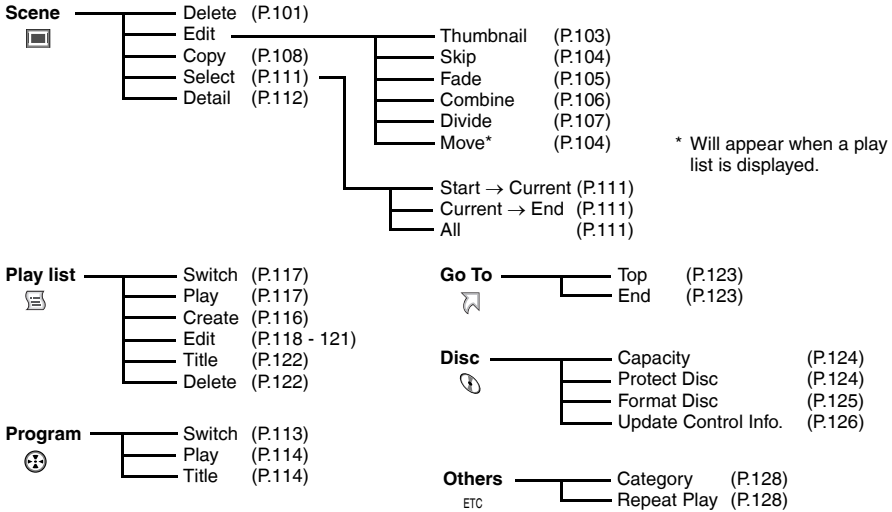 Scene
Delete (P.101)
Edit
Copy (P.108)
Select (P.111)
Detail (P.112)
Thumbnail (P.103)
Skip (P.104)
Fade (P.105)
Combine (P.106)
Divide (P.107)
Move* (P.104)
* Will appear when a play
list is displayed.
Start → Current (P.111)
Current → End (P.111)
All (P.111)
Play list
Switch (P.117)
Play (P.117)
Create (P.116)
Edit (P.118 - 121)
Title (P.122)
Delete (P.122)
Program
Switch (P.113)
Play (P.114)
Title (P.114)
Go To
Top (P.123)
End (P.123)
Disc
Capacity (P.124)
Protect Disc (P.124)
Format Disc (P.125)
Update Control Info. (P.126)
Others
ETC
Category (P.128)
Repeat Play (P.128)